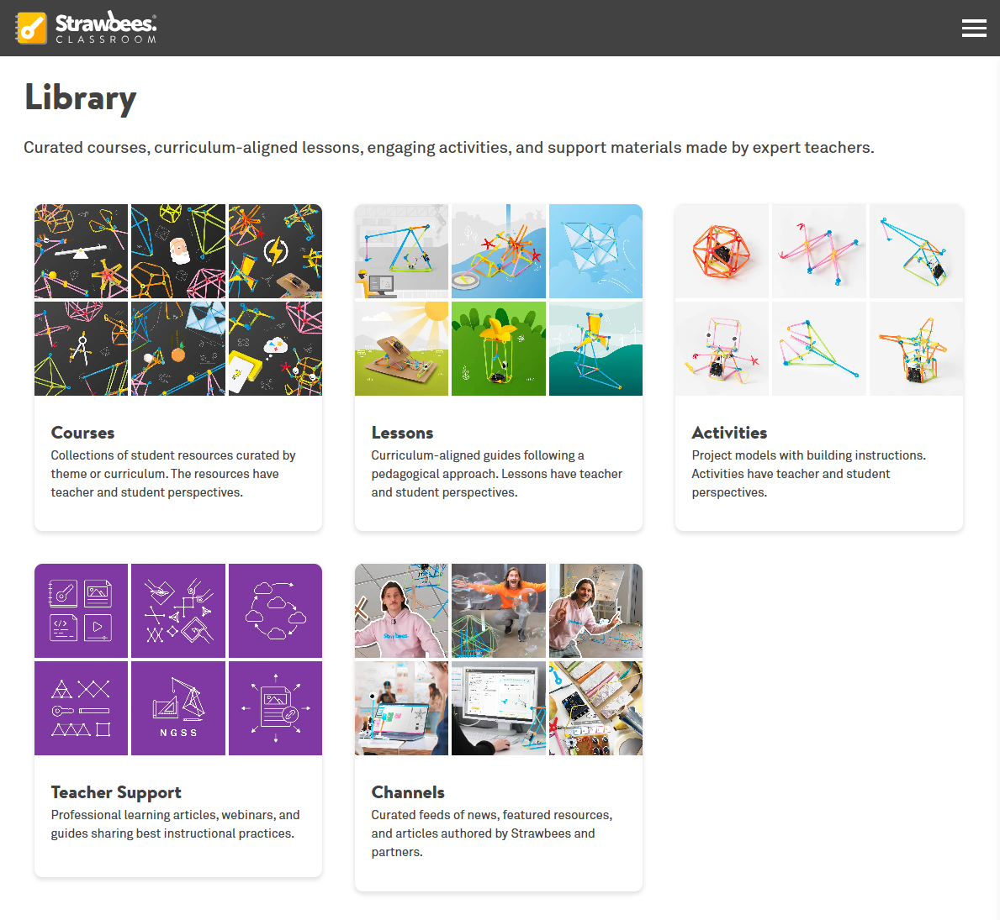 Strawbees®
CLASSROOM
Library
Curated courses, curriculum-aligned lessons, engaging activities, and support materials made by expert teachers.
Courses
Collections of student resources curated by
theme or curriculum. The resources have
teacher and student perspectives.
Lessons
Curriculum-aligned guides following a
pedagogical approach. Lessons have teacher
and student perspectives.
Activities
Project models with building instructions.
Activities have teacher and student
perspectives.
NGSS
Teacher Support
Professional learning articles, webinars, and
guides sharing best instructional practices.
Strawbees
Channels
Curated feeds of news, featured resources,
and articles authored by Strawbees and
partners.